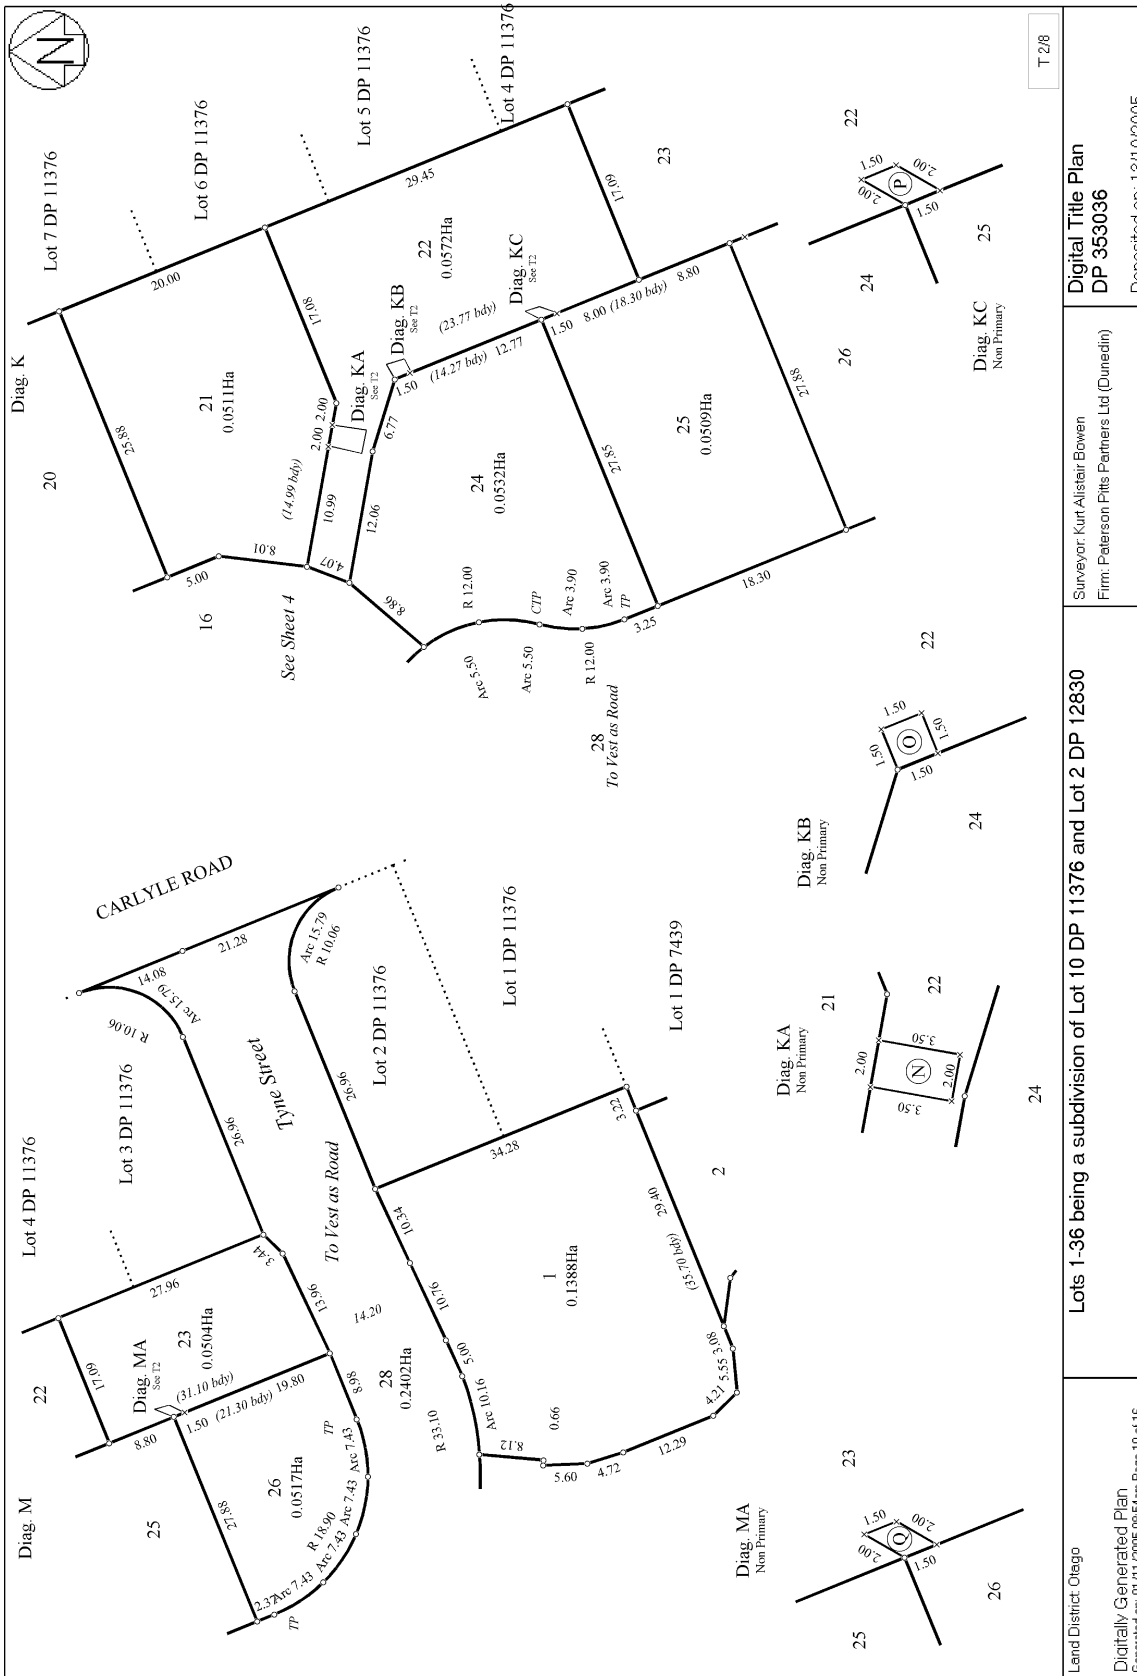 N
Diag. K
Lot 7 DP 11376
Lot 6 DP 11376
Lot 5 DP 11376
Lot 4 DP 11376
20
25.88
20.00
21
0.0511Ha
17.08
29.45
22
0.0572Ha
17.09
23
16
5.00
8.01
See Sheet 4
(14.99 bdy)
10.99
2.00
2.00
Diag. KA
See T2
4.07
12.06
6.77
Diag. KB
See T2
1.50
(23.77 bdy)
(14.27 bdy)
12.77
Diag. KC
See T2
1.50
8.00
(18.30 bdy)
8.80
8.86
24
0.0532Ha
27.85
25
0.0509Ha
27.88
26
18.30
3.25
R 12.00
Arc 5.50
CTP
Arc 5.50
Arc 3.90
R 12.00
Arc 3.90
TP
28
To Vest as Road
Diag. KC
Non Primary
22
24
25
P
1.50
2.00
2.00
1.50
Diag. KB
Non Primary
22
24
O
1.50
1.50
1.50
1.50
Diag. KA
Non Primary
21
22
24
N
2.00
3.50
3.50
2.00
Diag. M
Lot 4 DP 11376
Lot 3 DP 11376
CARLYLE ROAD
14.08
21.28
Arc 15.79
R 10.06
Arc 15.79
R 10.06
26.96
Tyne Street
To Vest as Road
26.96
Lot 2 DP 11376
Lot 1 DP 11376
Lot 1 DP 7439
22
17.09
27.96
23
0.0504Ha
3.44
13.96
Diag. MA
See T2
8.80
1.50
(31.10 bdy)
(21.30 bdy)
19.80
25
27.88
26
0.0517Ha
2.37
Arc 7.43
Arc 7.43
Arc 7.43
Arc 7.43
R 18.90
TP
TP
8.98
14.20
28
0.2402Ha
10.34
10.76
5.00
Arc 10.16
R 33.10
8.12
0.66
5.60
4.72
12.29
4.21
5.55
3.08
1
0.1388Ha
34.28
3.22
29.40
(35.70 bdy)
2
Diag. MA
Non Primary
23
25
26
Q
1.50
2.00
2.00
1.50
T 2/8
Land District: Otago
Digitally Generated Plan
Lots 1-36 being a subdivision of Lot 10 DP 11376 and Lot 2 DP 12830
Surveyor: Kurt Alistair Bowen
Firm: Paterson Pitts Partners Ltd (Dunedin)
Digital Title Plan
DP 353036